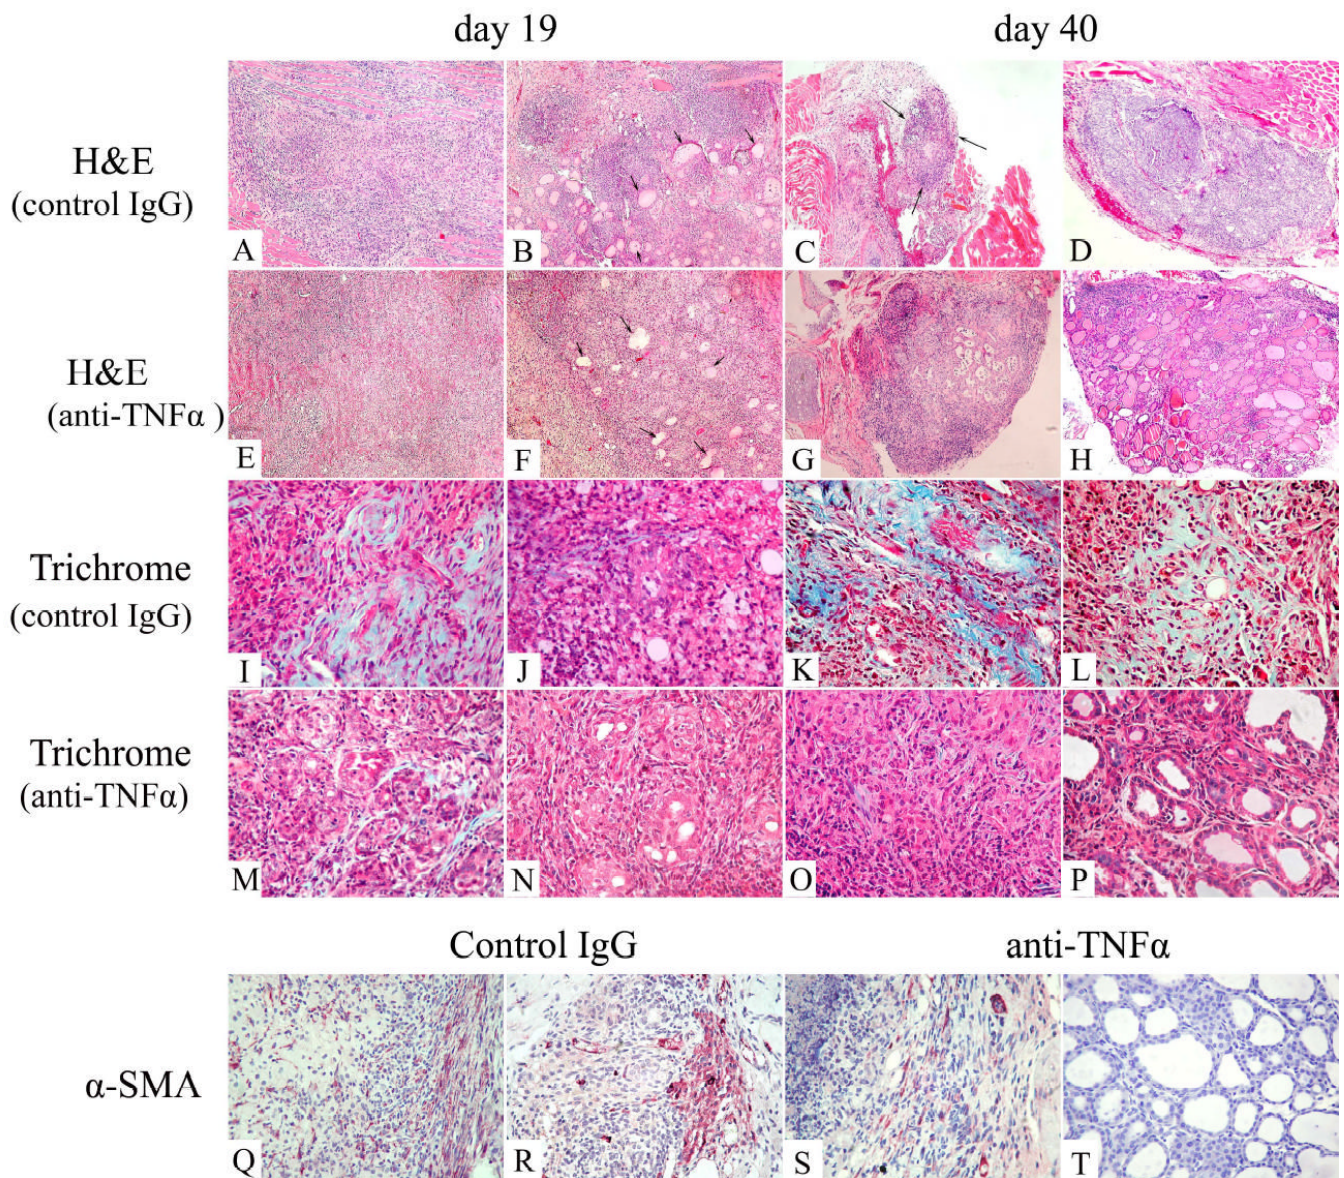 day 19
day 40
H&E
(control IgG)
A
B
C
D
H&E
(anti-TNFα )
E
F
G
H
Trichrome
(control IgG)
I
J
K
L
Trichrome
(anti-TNFα)
M
N
O
P
Control IgG
anti-TNFα
α-SMA
Q
R
S
T